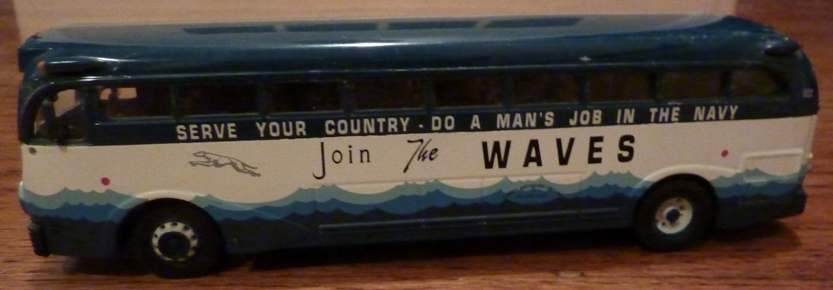 SERVE YOUR COUNTRY · DO A MAN'S JOB IN THE NAVY
Join The WAVES